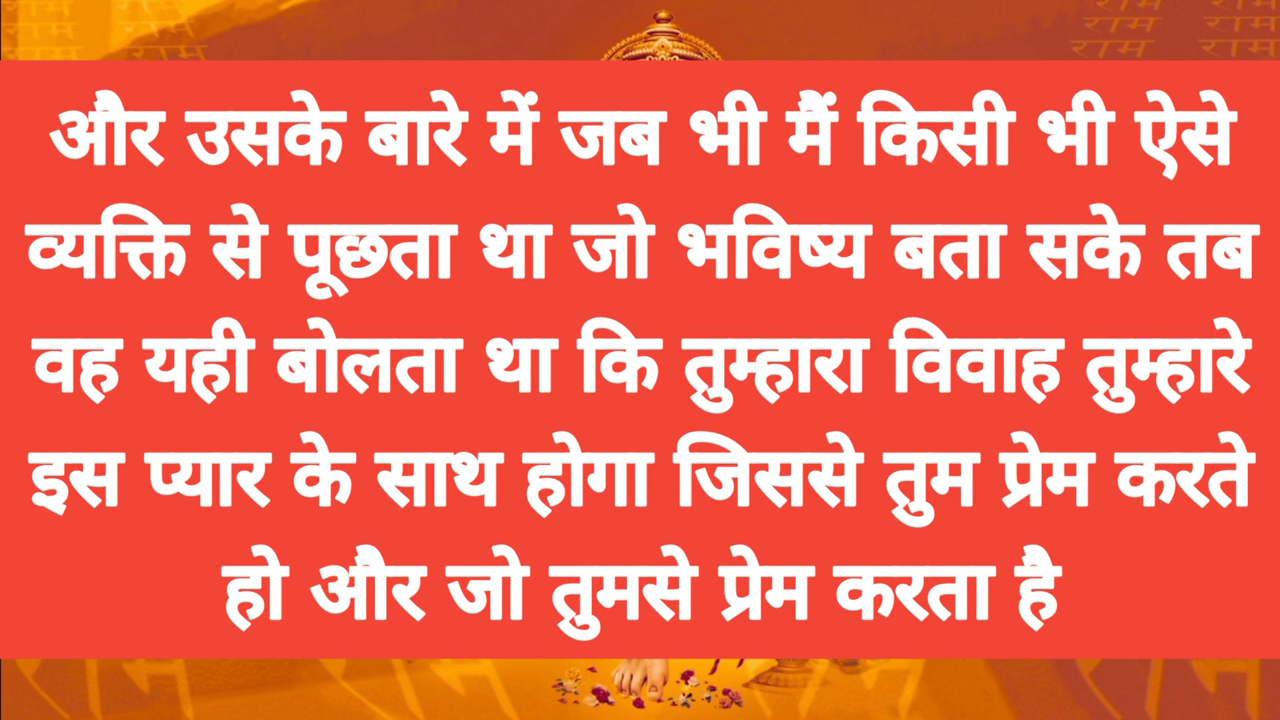 राम राम
राम राम
राम राम
और उसके बारे में जब भी मैं किसी भी ऐसे
व्यक्ति से पूछता था जो भविष्य बता सके तब
वह यही बोलता था कि तुम्हारा विवाह तुम्हारे
इस प्यार के साथ होगा जिससे तुम प्रेम करते
हो और जो तुमसे प्रेम करता है